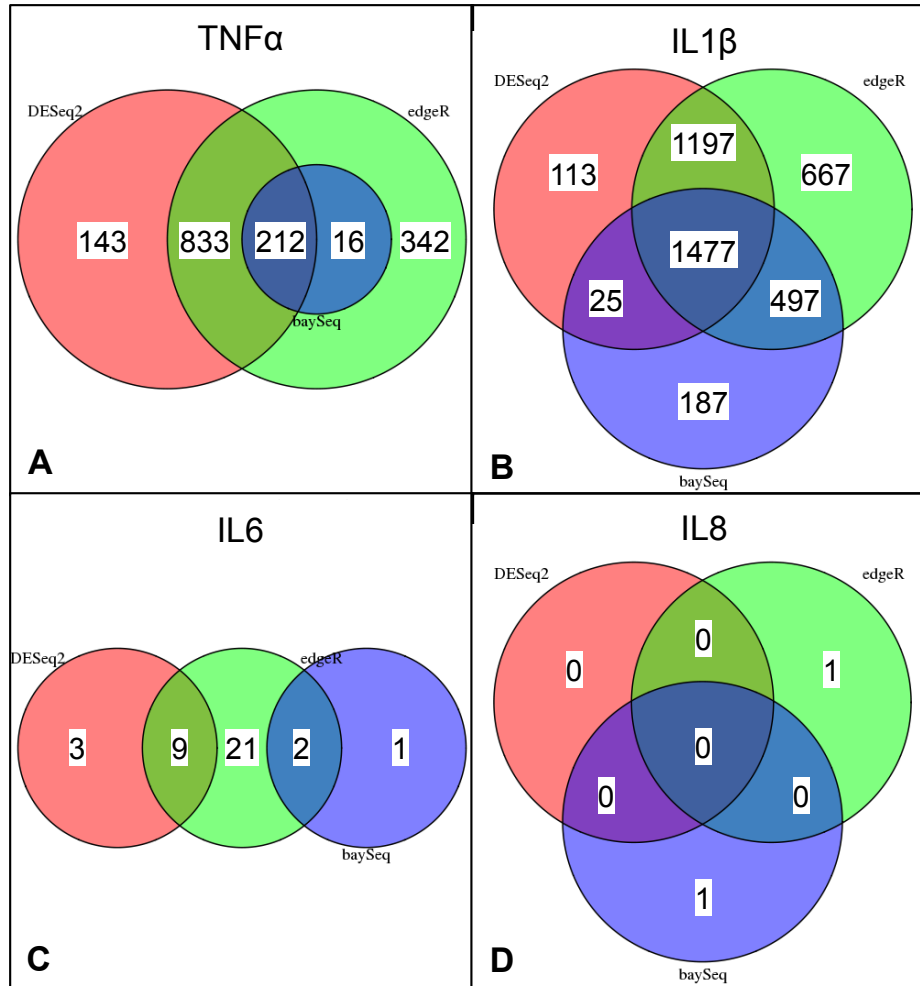 TNFα
DESeq2
edgeR
143
833
212
16
342
baySeq
A
IL1β
DESeq2
edgeR
1197
113
667
1477
25
497
187
B
baySeq
IL6
DESeq2
edgeR
3
9
21
2
1
baySeq
C
IL8
DESeq2
edgeR
0
0
1
0
0
0
1
D
baySeq